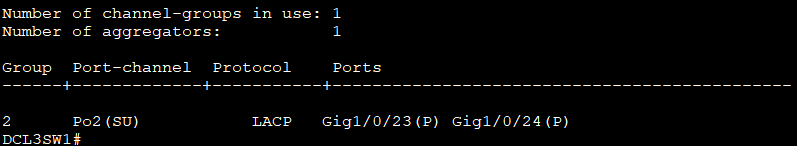 Number of channel-groups in use: 1
Number of aggregators:           1
Group  Port-channel  Protocol    Ports
------+-------------+-----------+----------------------------------------------
2      Po2(SU)           LACP   Gig1/0/23(P) Gig1/0/24(P)
DCL3SW1#